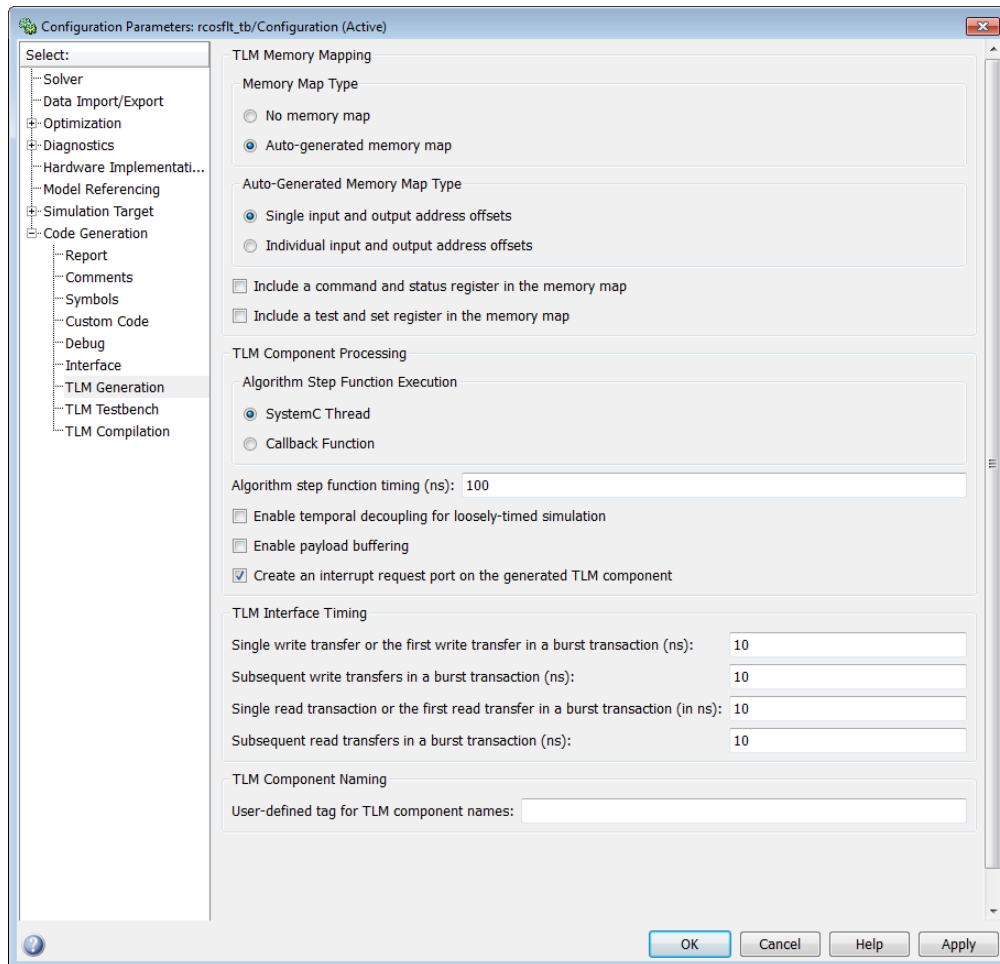 Configuration Parameters: rcosflt_tb/Configuration (Active)
Select:
Solver
Data Import/Export
Optimization
Diagnostics
Hardware Implementati...
Model Referencing
Simulation Target
Code Generation
Report
Comments
Symbols
Custom Code
Debug
Interface
TLM Generation
TLM Testbench
TLM Compilation
TLM Memory Mapping
Memory Map Type
No memory map
Auto-generated memory map
Auto-Generated Memory Map Type
Single input and output address offsets
Individual input and output address offsets
Include a command and status register in the memory map
Include a test and set register in the memory map
TLM Component Processing
Algorithm Step Function Execution
SystemC Thread
Callback Function
Algorithm step function timing (ns): 100
Enable temporal decoupling for loosely-timed simulation
Enable payload buffering
Create an interrupt request port on the generated TLM component
TLM Interface Timing
Single write transfer or the first write transfer in a burst transaction (ns): 10
Subsequent write transfers in a burst transaction (ns): 10
Single read transaction or the first read transfer in a burst transaction (in ns): 10
Subsequent read transfers in a burst transaction (ns): 10
TLM Component Naming
User-defined tag for TLM component names:
OK Cancel Help Apply